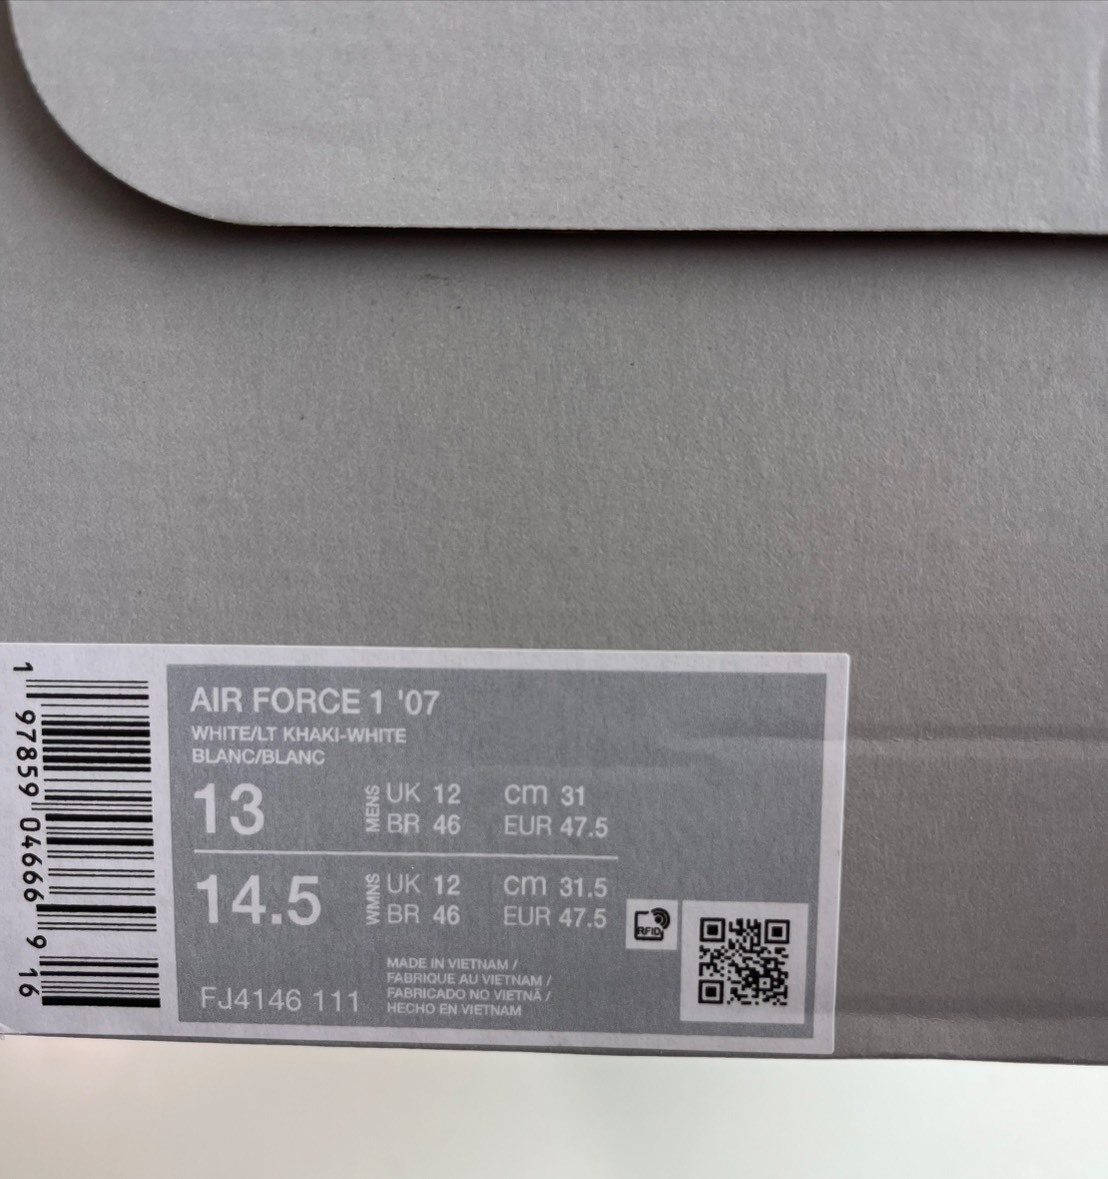 AIR FORCE 1 '07
WHITE/LT KHAKI-WHITE
BLANC/BLANC
13 MENS UK 12 cm 31
BR 46 EUR 47.5
14.5 WMNS UK 12 cm 31.5
BR 46 EUR 47.5
RFID
MADE IN VIETNAM /
FABRIQUE AU VIETNAM /
FABRICADO NO VIETNÃ /
HECHO EN VIETNAM
FJ4146 111
1 97859 04666 9 16